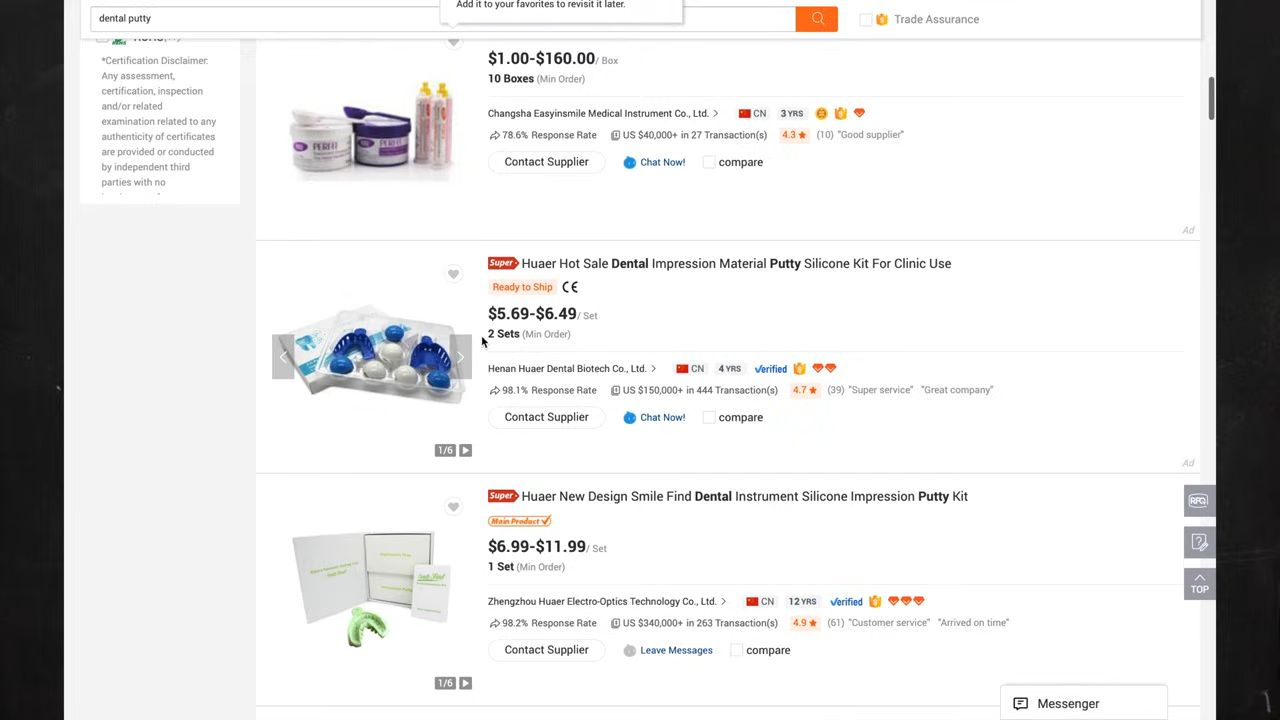 Add it to your favorites to revisit it later.
dental putty
Trade Assurance
*Certification Disclaimer:
Any assessment,
certification, inspection
and/or related
examination related to any
authenticity of certificates
are provided or conducted
by independent third
parties with no
$1.00-$160.00/ Box
10 Boxes (Min Order)
Changsha Easyinsmile Medical Instrument Co., Ltd. > CN 3 YRS
78.6% Response Rate US $40,000+ in 27 Transaction(s) 4.3 ★ (10) "Good supplier"
Contact Supplier Chat Now! compare
PERFIT
PERFIT
Ad
Super Huaer Hot Sale Dental Impression Material Putty Silicone Kit For Clinic Use
Ready to Ship CE
$5.69-$6.49/ Set
2 Sets (Min Order)
Henan Huaer Dental Biotech Co., Ltd. > CN 4 YRS Verified
98.1% Response Rate US $150,000+ in 444 Transaction(s) 4.7 ★ (39) "Super service" "Great company"
Contact Supplier Chat Now! compare
1/6
Ad
Super Huaer New Design Smile Find Dental Instrument Silicone Impression Putty Kit
Main Product
$6.99-$11.99/ Set
1 Set (Min Order)
Zhengzhou Huaer Electro-Optics Technology Co., Ltd. > CN 12 YRS Verified
98.2% Response Rate US $340,000+ in 263 Transaction(s) 4.9 ★ (61) "Customer service" "Arrived on time"
Contact Supplier Leave Messages compare
1/6
RFQ
TOP
Messenger